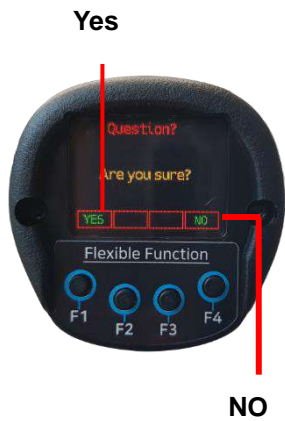 Yes
Question?
Are you sure?
YES NO
Flexible Function
F1 F2 F3 F4
NO